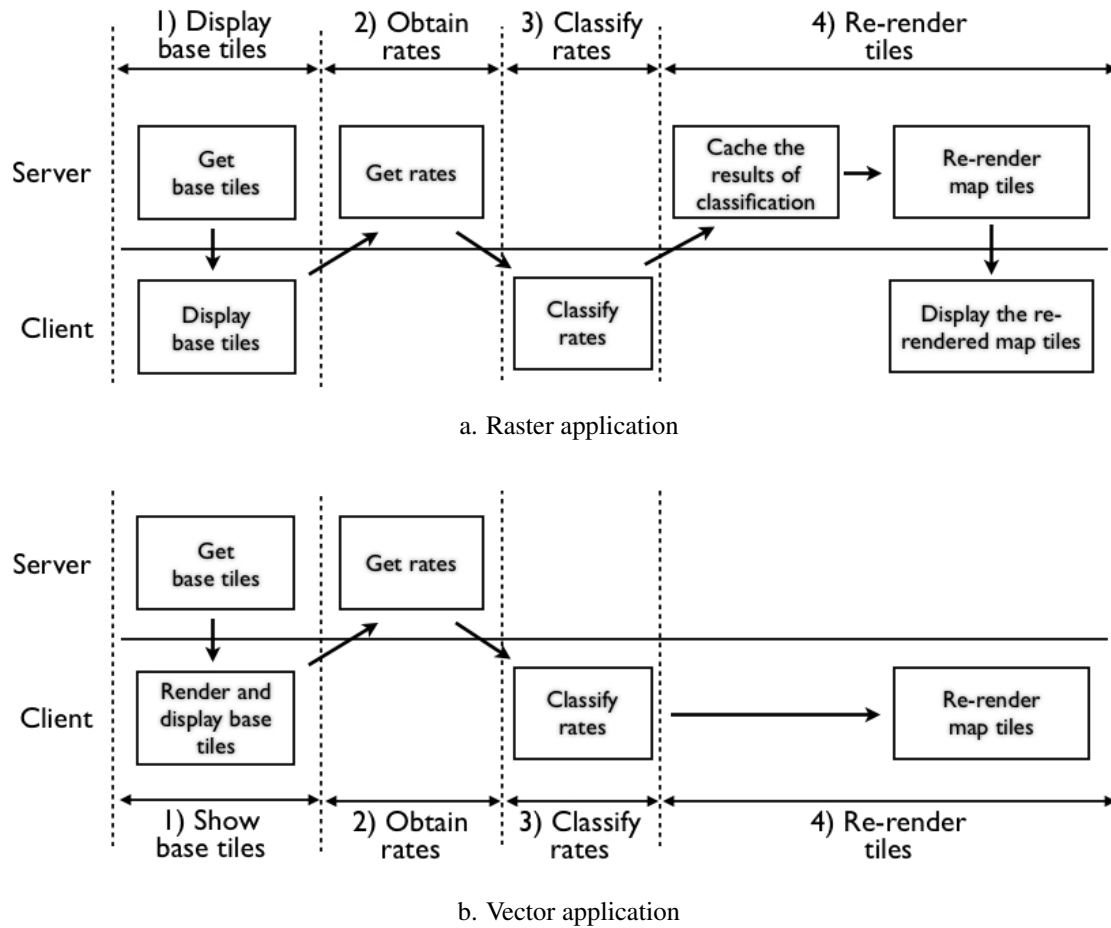 1) Display
base tiles
2) Obtain
rates
3) Classify
rates
4) Re-render
tiles
Server
Get
base tiles
Get rates
Cache the
results of
classification
Re-render
map tiles
Client
Display
base tiles
Classify
rates
Display the re-
rendered map tiles
a. Raster application
Server
Get
base tiles
Get rates
Client
Render and
display base
tiles
Classify
rates
Re-render
map tiles
1) Show
base tiles
2) Obtain
rates
3) Classify
rates
4) Re-render
tiles
b. Vector application